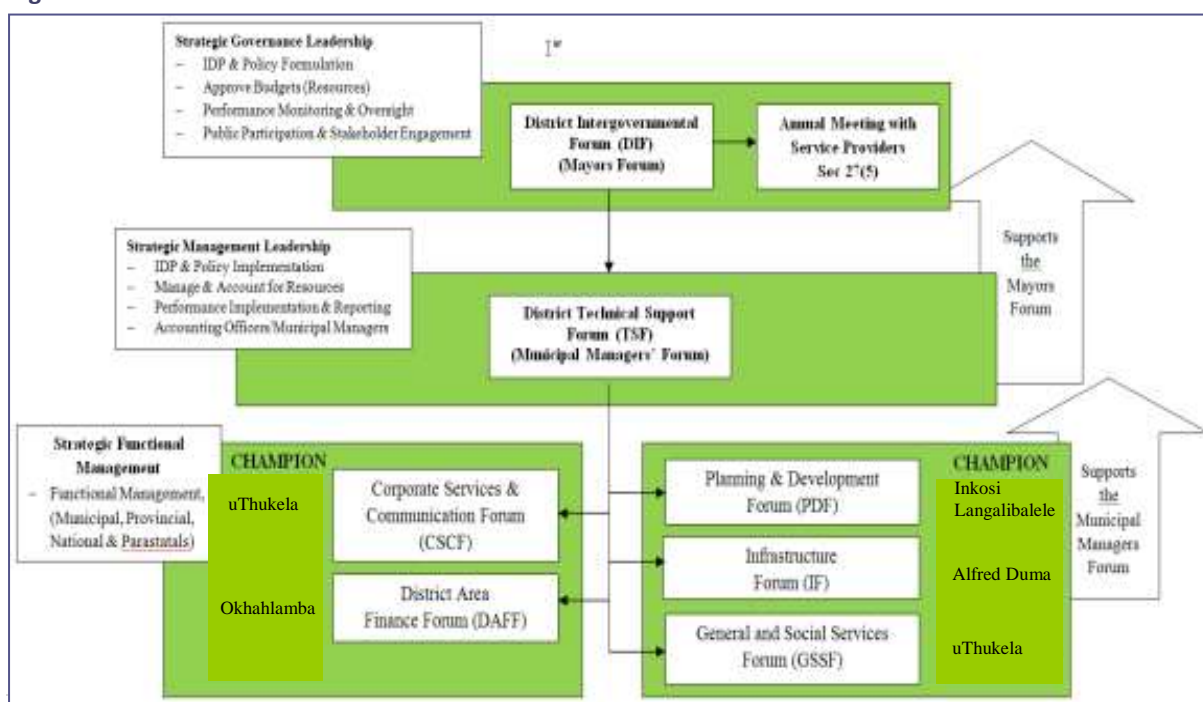 Strategic Governance Leadership
– IDP & Policy Formulation
– Approve Budgets (Resources)
– Performance Monitoring & Oversight
– Public Participation & Stakeholder Engagement
District Intergovernmental
Forum (DIF)
(Mayors Forum)
Annual Meeting with
Service Providers
Sec 27(5)
Supports
the
Mayors
Forum
Strategic Management Leadership
– IDP & Policy Implementation
– Manage & Account for Resources
– Performance Implementation & Reporting
– Accounting Officers/Municipal Managers
District Technical Support
Forum (TSF)
(Municipal Managers' Forum)
Strategic Functional
Management
– Functional Management,
(Municipal, Provincial,
National & Parastatals)
CHAMPION
uThukela
Corporate Services &
Communication Forum
(CSCF)
Okhahlamba
District Area
Finance Forum (DAFF)
Planning & Development
Forum (PDF)
Infrastructure
Forum (IF)
General and Social Services
Forum (GSSF)
CHAMPION
Inkosi
Langalibalele
Alfred Duma
uThukela
Supports
the
Municipal
Managers
Forum